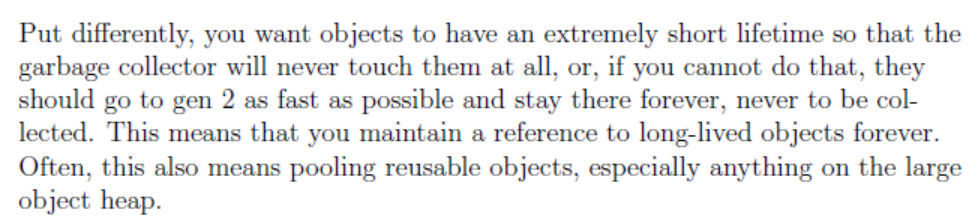 Put differently, you want objects to have an extremely short lifetime so that the
garbage collector will never touch them at all, or, if you cannot do that, they
should go to gen 2 as fast as possible and stay there forever, never to be col-
lected. This means that you maintain a reference to long-lived objects forever.
Often, this also means pooling reusable objects, especially anything on the large
object heap.